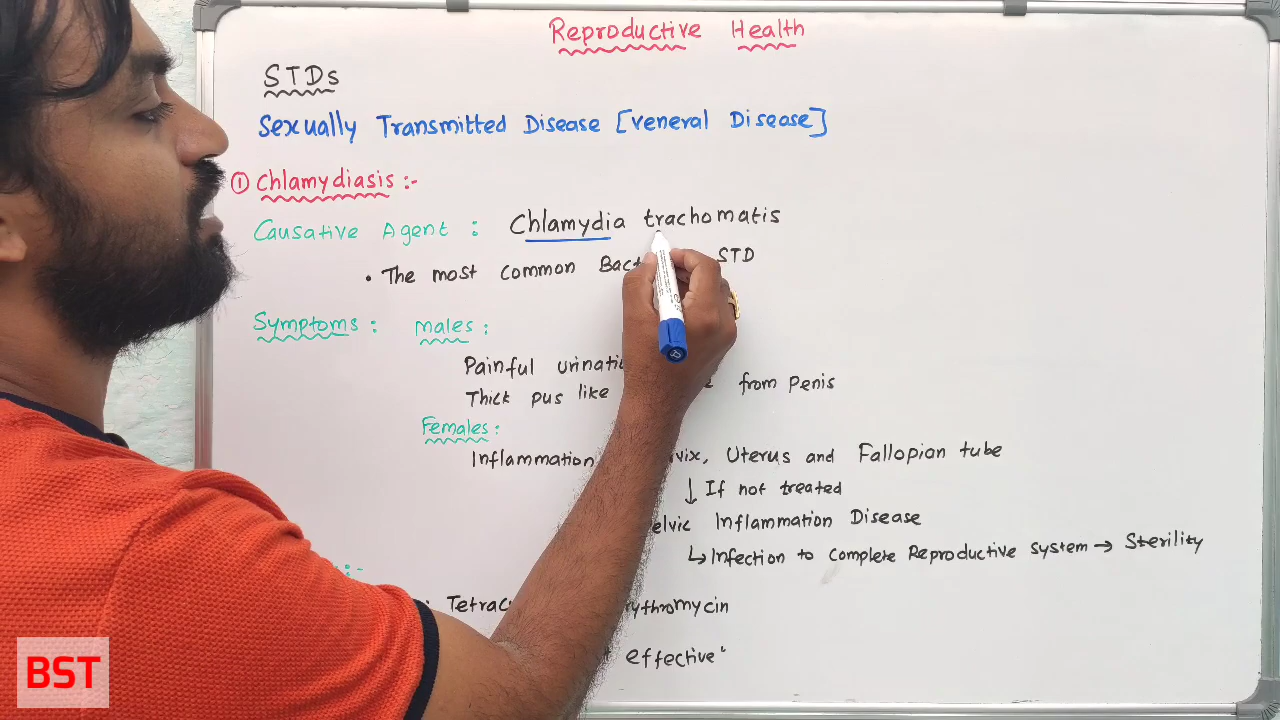 Reproductive Health
STDs
Sexually Transmitted Disease [Veneral Disease]
① Chlamydiasis :-
Causative Agent : Chlamydia trachomatis
• The most common STD
Symptoms : Males :
Painful
Thick pus like from Penis
Females :
Inflammation Uterus and Fallopian tube
↓ If not treated
Inflammation Disease
↳ Infection to Complete Reproductive system → Sterility
effective"
BST